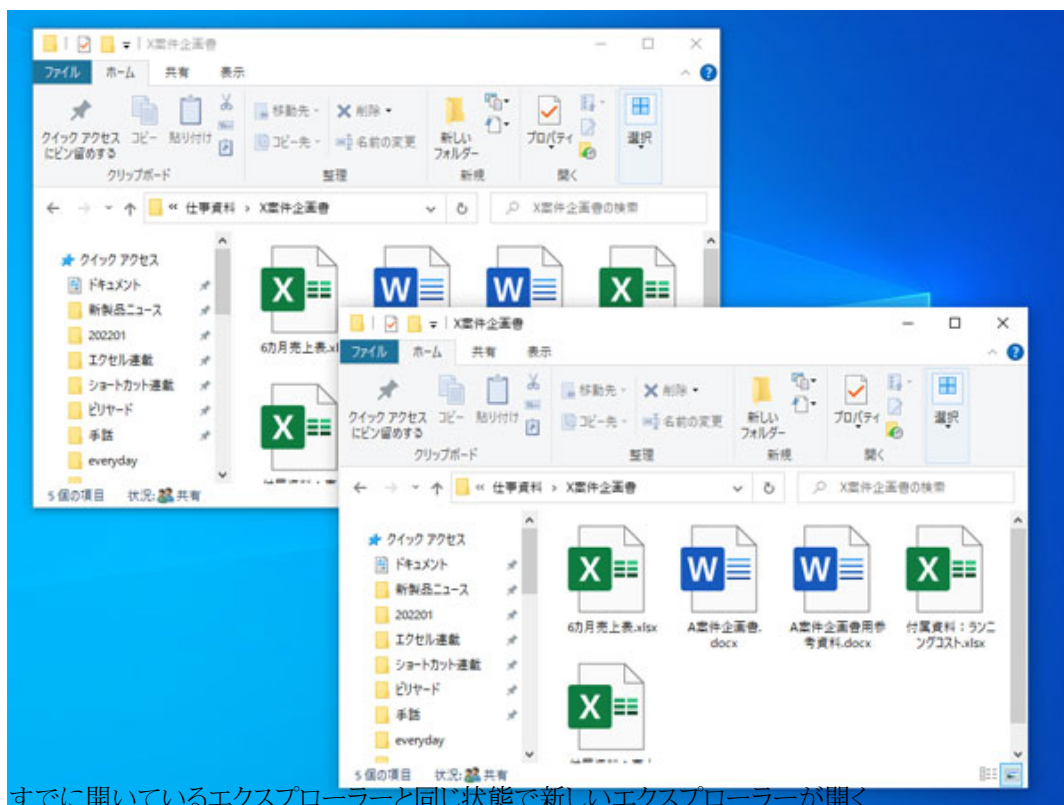 X案件企画書
ファイル ホーム 共有 表示
クイック アクセス
にピン留めする
コピー 貼り付け
移動先
コピー先
削除
名前の変更
新しい
フォルダー
プロパティ
選択
クリップボード 整理 新規 開く
« 仕事資料 › X案件企画書
X案件企画書の検索
クイック アクセス
ドキュメント
新製品ニュース
202201
エクセル連載
ショートカット連載
ビリヤード
手話
everyday
6カ月売上表.xl
5 個の項目 状況: 共有
X案件企画書
ファイル ホーム 共有 表示
クイック アクセス
にピン留めする
コピー 貼り付け
移動先
コピー先
削除
名前の変更
新しい
フォルダー
プロパティ
選択
クリップボード 整理 新規 開く
« 仕事資料 › X案件企画書
X案件企画書の検索
クイック アクセス
ドキュメント
新製品ニュース
202201
エクセル連載
ショートカット連載
ビリヤード
手話
everyday
6カ月売上表.xlsx
A案件企画書.
docx
A案件企画書用参
考資料.docx
付属資料：ランニ
ングコスト.xlsx
5 個の項目 状況: 共有
すでに開いているエクスプローラーと同じ状態で新しいエクスプローラーが開く